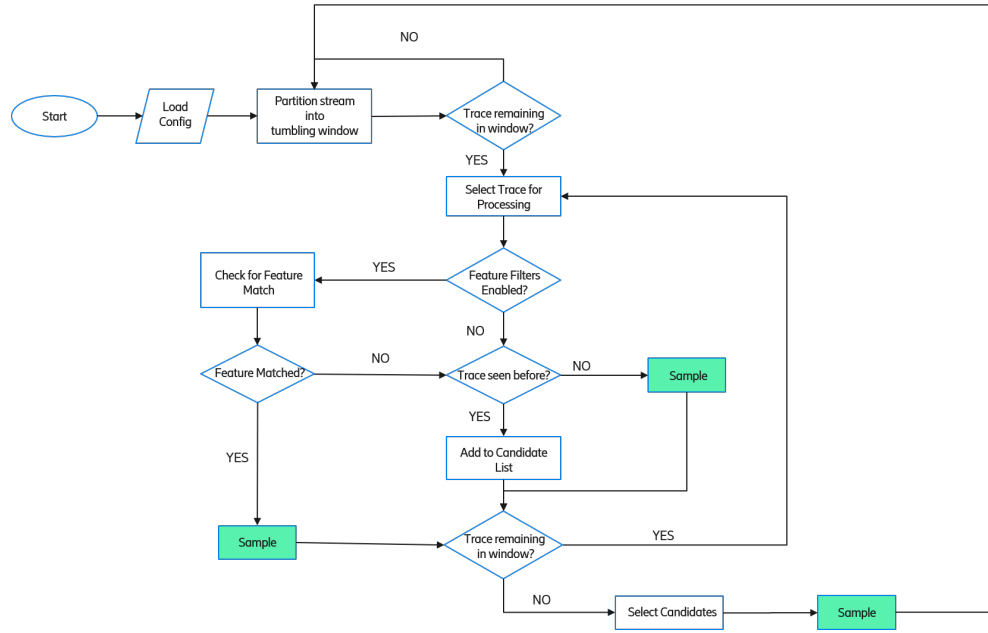 NO
Start
Load
Config
Partition stream
into
tumbling window
Trace remaining
in window?
YES
Select Trace for
Processing
YES
Check for Feature
Match
Feature Filters
Enabled?
NO
Feature Matched?
NO
Trace seen before?
NO
Sample
YES
Add to Candidate
List
YES
Sample
Trace remaining
in window?
YES
NO
Select Candidates
Sample